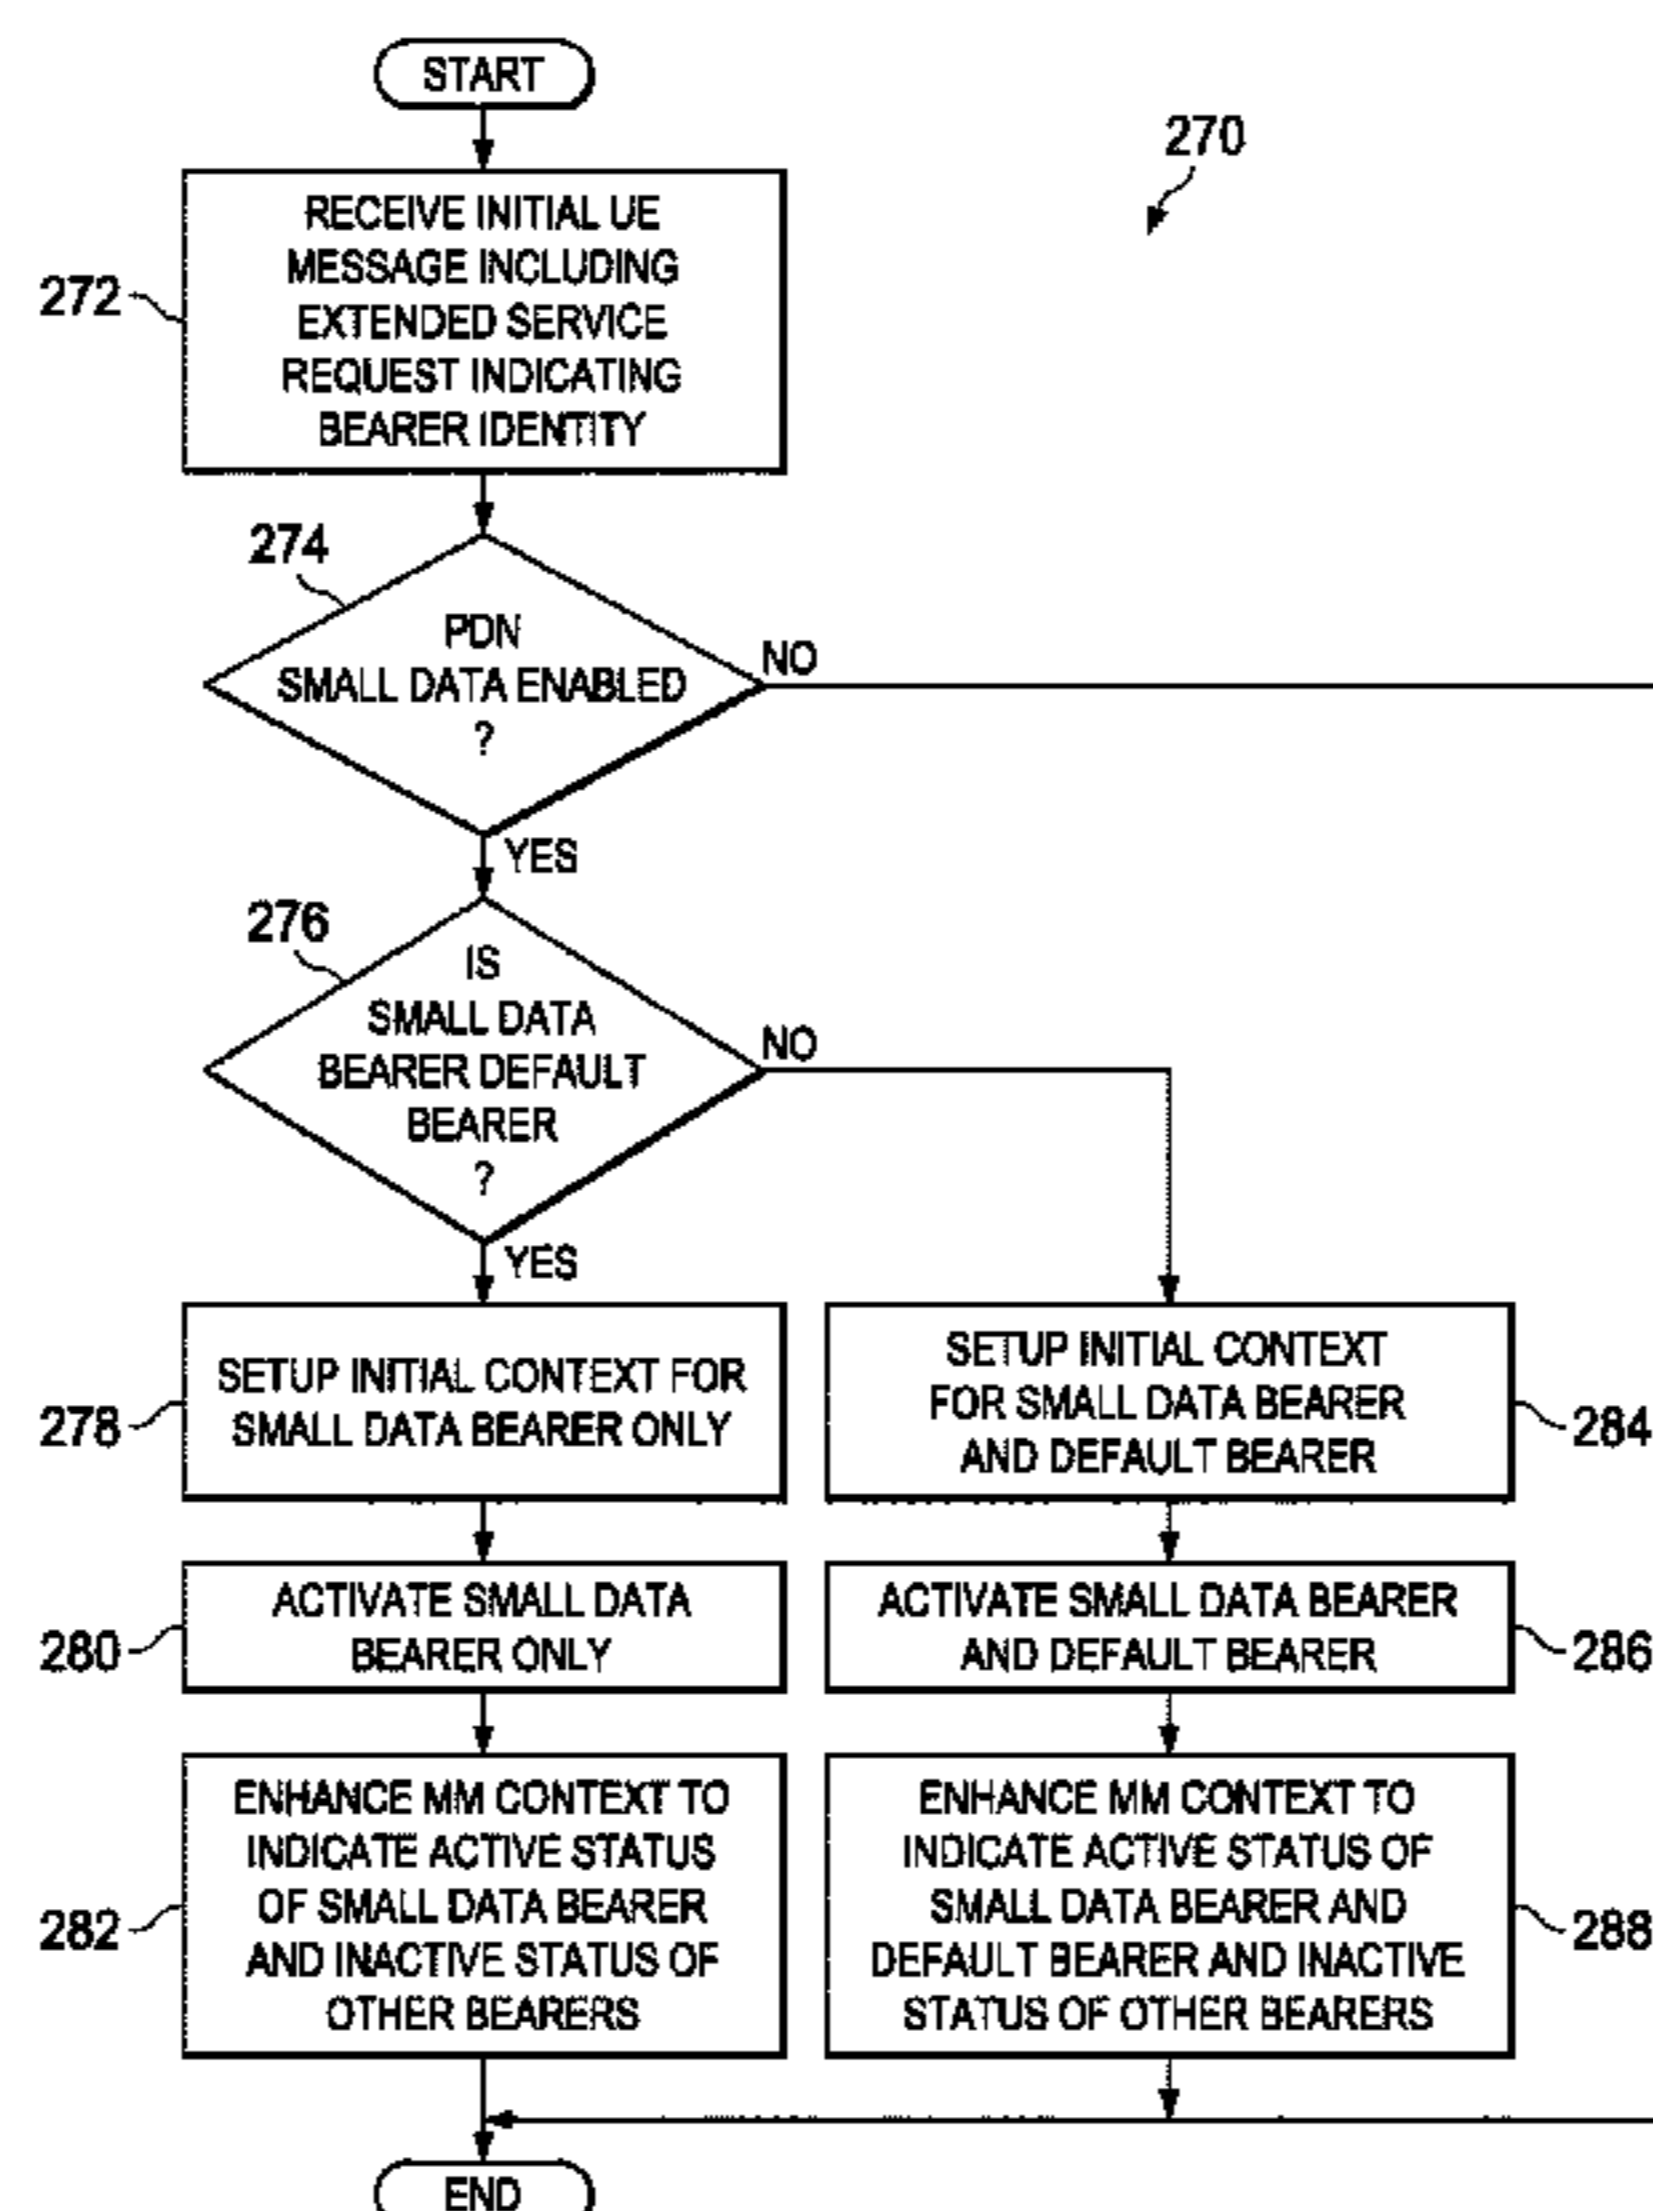 START
270
RECEIVE INITIAL UE
MESSAGE INCLUDING
EXTENDED SERVICE
REQUEST INDICATING
BEARER IDENTITY
272
274
PDN
SMALL DATA ENABLED
?
NO
YES
276
IS
SMALL DATA
BEARER DEFAULT
BEARER
?
NO
YES
SETUP INITIAL CONTEXT FOR
SMALL DATA BEARER ONLY
278
SETUP INITIAL CONTEXT
FOR SMALL DATA BEARER
AND DEFAULT BEARER
284
ACTIVATE SMALL DATA
BEARER ONLY
280
ACTIVATE SMALL DATA BEARER
AND DEFAULT BEARER
286
ENHANCE MM CONTEXT TO
INDICATE ACTIVE STATUS
OF SMALL DATA BEARER
AND INACTIVE STATUS OF
OTHER BEARERS
282
ENHANCE MM CONTEXT TO
INDICATE ACTIVE STATUS OF
SMALL DATA BEARER AND
DEFAULT BEARER AND INACTIVE
STATUS OF OTHER BEARERS
288
END